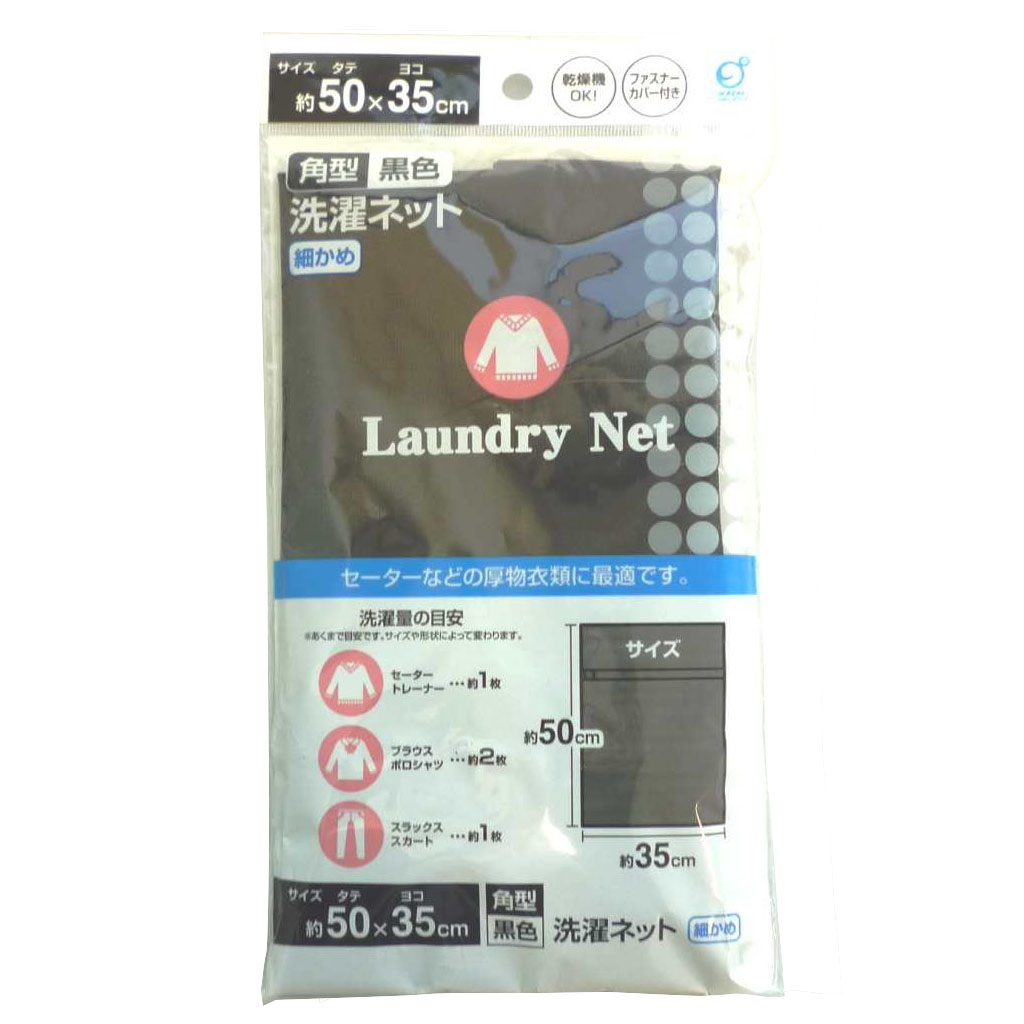 サイズ タテ ヨコ
約50×35cm
乾燥機
OK!
ファスナー
カバー付き
角型 黒色
洗濯ネット
細かめ
Laundry Net
セーターなどの厚物衣類に最適です。
洗濯量の目安
※あくまで目安です。サイズや形状によって変わります。
セーター
トレーナー …約1枚
ブラウス
ポロシャツ …約2枚
スラックス
スカート …約1枚
サイズ
約50cm
約35cm
サイズ タテ ヨコ
約50×35cm
角型
黒色
洗濯ネット
細かめ